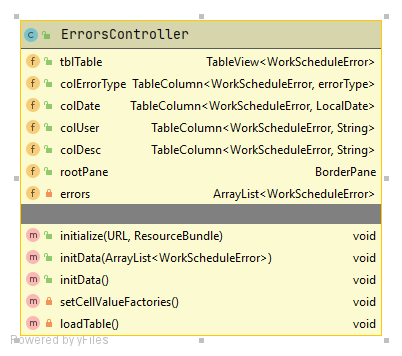 C ErrorsController
f tblTable TableView<WorkScheduleError>
f colErrorType TableColumn<WorkScheduleError, errorType>
f colDate TableColumn<WorkScheduleError, LocalDate>
f colUser TableColumn<WorkScheduleError, String>
f colDesc TableColumn<WorkScheduleError, String>
f rootPane BorderPane
f errors ArrayList<WorkScheduleError>
m initialize(URL, ResourceBundle) void
m initData(ArrayList<WorkScheduleError>) void
m initData() void
m setCellValueFactories() void
m loadTable() void
Powered by yFiles